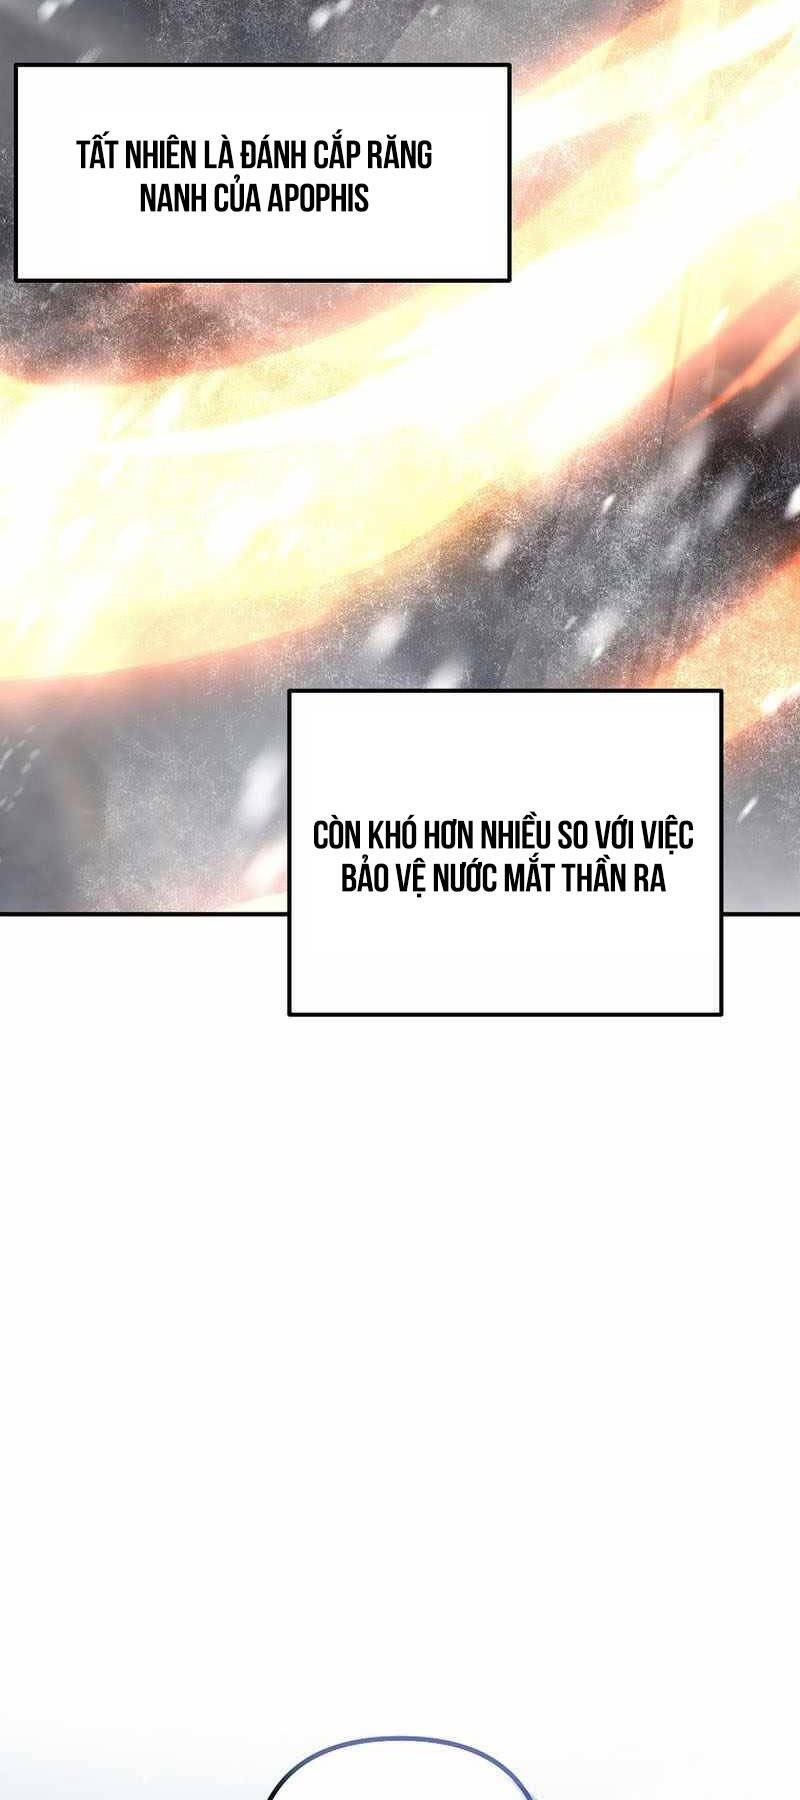 TẤT NHIÊN LÀ ĐÁNH CẮP RĂNG
NANH CỦA APOPHIS
CÒN KHÓ HƠN NHIỀU SO VỚI VIỆC
BẢO VỆ NƯỚC MẮT THẦN RA